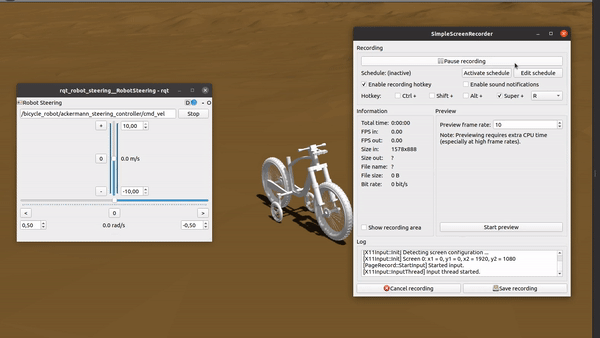 rqt_robot_steering__RobotSteering - rqt
Robot Steering
D
- O
/bicycle_robot/ackermann_steering_controller/cmd_vel
Stop
+
10,00
0
0.0 m/s
-
-10,00
<
0
>
0,50
0.0 rad/s
-0,50
SimpleScreenRecorder
Recording
Pause recording
Schedule: (inactive)
Activate schedule
Edit schedule
Enable recording hotkey
Enable sound notifications
Hotkey:
Ctrl +
Shift +
Alt +
Super +
R
Information
Total time: 0:00:00
FPS in: 0.00
FPS out: 0.00
Size in: 1578x888
Size out: ?
File name: ?
File size: 0 B
Bit rate: 0 bit/s
Show recording area
Preview
Preview frame rate: 10
Note: Previewing requires extra CPU time
(especially at high frame rates).
Start preview
Log
[X11Input::Init] Detecting screen configuration ...
[X11Input::Init] Screen 0: x1 = 0, y1 = 0, x2 = 1920, y2 = 1080
[PageRecord::StartInput] Started input.
[X11Input::InputThread] Input thread started.
Cancel recording
Save recording